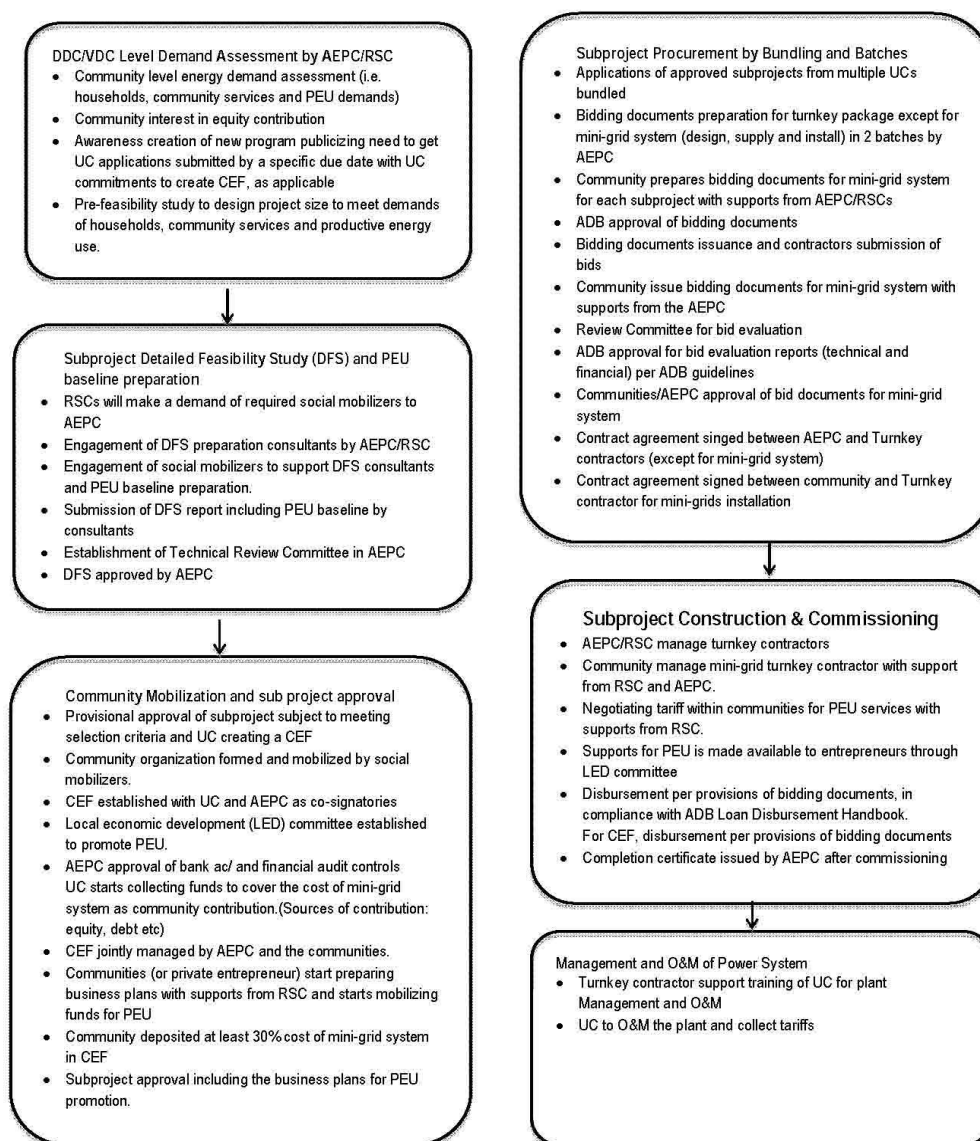 DDC/VDC Level Demand Assessment by AEPC/RSC
• Community level energy demand assessment (i.e.
households, community services and PEU demands)
• Community interest in equity contribution
• Awareness creation of new program publicizing need to get
UC applications submitted by a specific due date with UC
commitments to create CEF, as applicable
• Pre-feasibility study to design project size to meet demands
of households, community services and productive energy
use.
Subproject Detailed Feasibility Study (DFS) and PEU
baseline preparation
• RSCs will make a demand of required social mobilizers to
AEPC
• Engagement of DFS preparation consultants by AEPC/RSC
• Engagement of social mobilizers to support DFS consultants
and PEU baseline preparation.
• Submission of DFS report including PEU baseline by
consultants
• Establishment of Technical Review Committee in AEPC
• DFS approved by AEPC
Community Mobilization and sub project approval
• Provisional approval of subproject subject to meeting
selection criteria and UC creating a CEF
• Community organization formed and mobilized by social
mobilizers.
• CEF established with UC and AEPC as co-signatories
• Local economic development (LED) committee established
to promote PEU.
• AEPC approval of bank ac/ and financial audit controls
UC starts collecting funds to cover the cost of mini-grid
system as community contribution.(Sources of contribution:
equity, debt etc)
• CEF jointly managed by AEPC and the communities.
• Communities (or private entrepreneur) start preparing
business plans with supports from RSC and starts mobilizing
funds for PEU
• Community deposited at least 30% cost of mini-grid system
in CEF
• Subproject approval including the business plans for PEU
promotion.
Subproject Procurement by Bundling and Batches
• Applications of approved subprojects from multiple UCs
bundled
• Bidding documents preparation for turnkey package except for
mini-grid system (design, supply and install) in 2 batches by
AEPC
• Community prepares bidding documents for mini-grid system
for each subproject with supports from AEPC/RSCs
• ADB approval of bidding documents
• Bidding documents issuance and contractors submission of
bids
• Community issue bidding documents for mini-grid system with
supports from the AEPC
• Review Committee for bid evaluation
• ADB approval for bid evaluation reports (technical and
financial) per ADB guidelines
• Communities/AEPC approval of bid documents for mini-grid
system
• Contract agreement singed between AEPC and Turnkey
contractors (except for mini-grid system)
• Contract agreement signed between community and Turnkey
contractor for mini-grids installation
Subproject Construction & Commissioning
• AEPC/RSC manage turnkey contractors
• Community manage mini-grid turnkey contractor with support
from RSC and AEPC.
• Negotiating tariff within communities for PEU services with
supports from RSC.
• Supports for PEU is made available to entrepreneurs through
LED committee
• Disbursement per provisions of bidding documents, in
compliance with ADB Loan Disbursement Handbook.
For CEF, disbursement per provisions of bidding documents
• Completion certificate issued by AEPC after commissioning
Management and O&M of Power System
• Turnkey contractor support training of UC for plant
Management and O&M
• UC to O&M the plant and collect tariffs